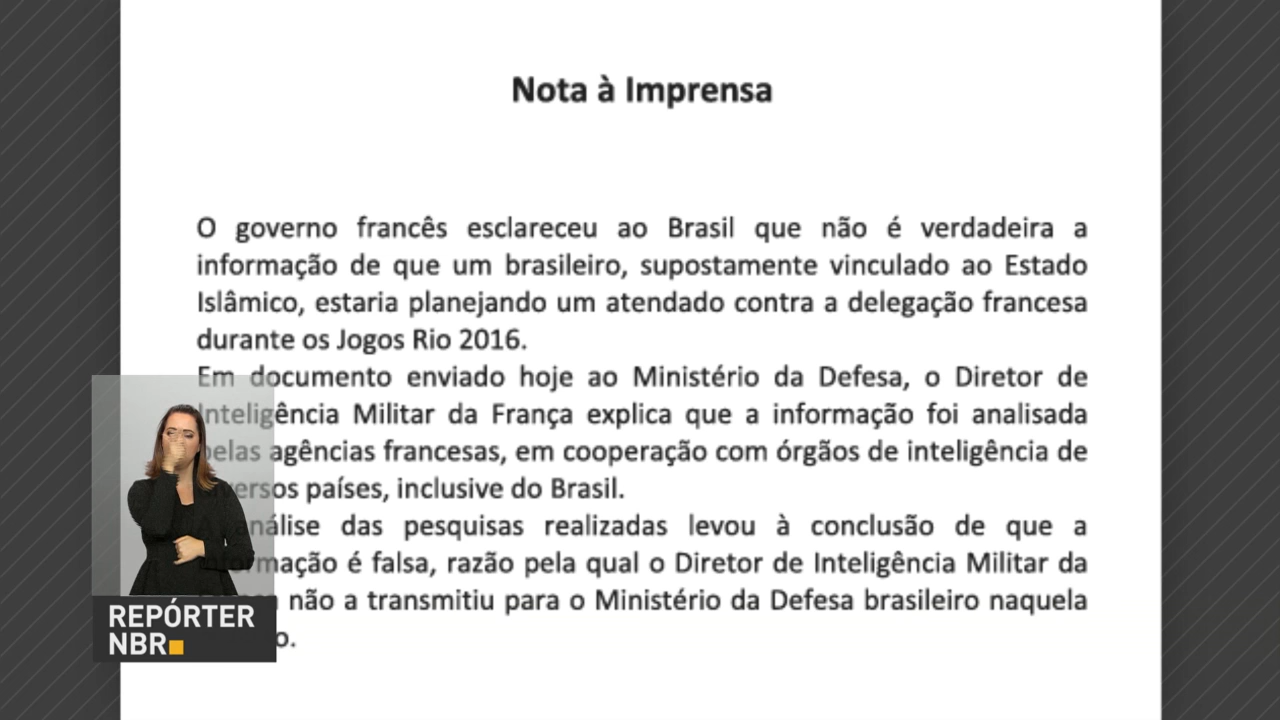 Nota à Imprensa
O governo francês esclareceu ao Brasil que não é verdadeira a
informação de que um brasileiro, supostamente vinculado ao Estado
Islâmico, estaria planejando um atendado contra a delegação francesa
durante os Jogos Rio 2016.
Em documento enviado hoje ao Ministério da Defesa, o Diretor de
Inteligência Militar da França explica que a informação foi analisada
pelas agências francesas, em cooperação com órgãos de inteligência de
diversos países, inclusive do Brasil.
A análise das pesquisas realizadas levou à conclusão de que a
informação é falsa, razão pela qual o Diretor de Inteligência Militar da
não a transmitiu para o Ministério da Defesa brasileiro naquela
REPÓRTER
NBR